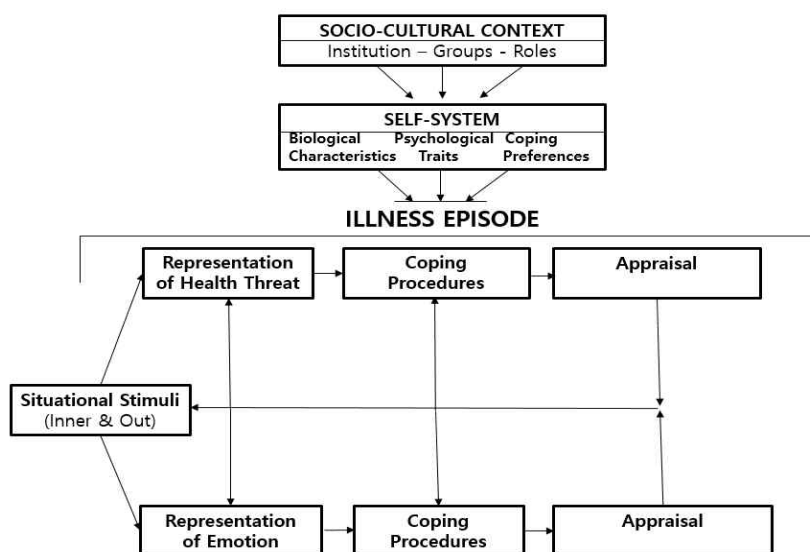 SOCIO-CULTURAL CONTEXT
Institution – Groups - Roles
SELF-SYSTEM
Biological Psychological Coping
Characteristics Traits Preferences
ILLNESS EPISODE
Representation
of Health Threat
Coping
Procedures
Appraisal
Situational Stimuli
(Inner & Out)
Representation
of Emotion
Coping
Procedures
Appraisal